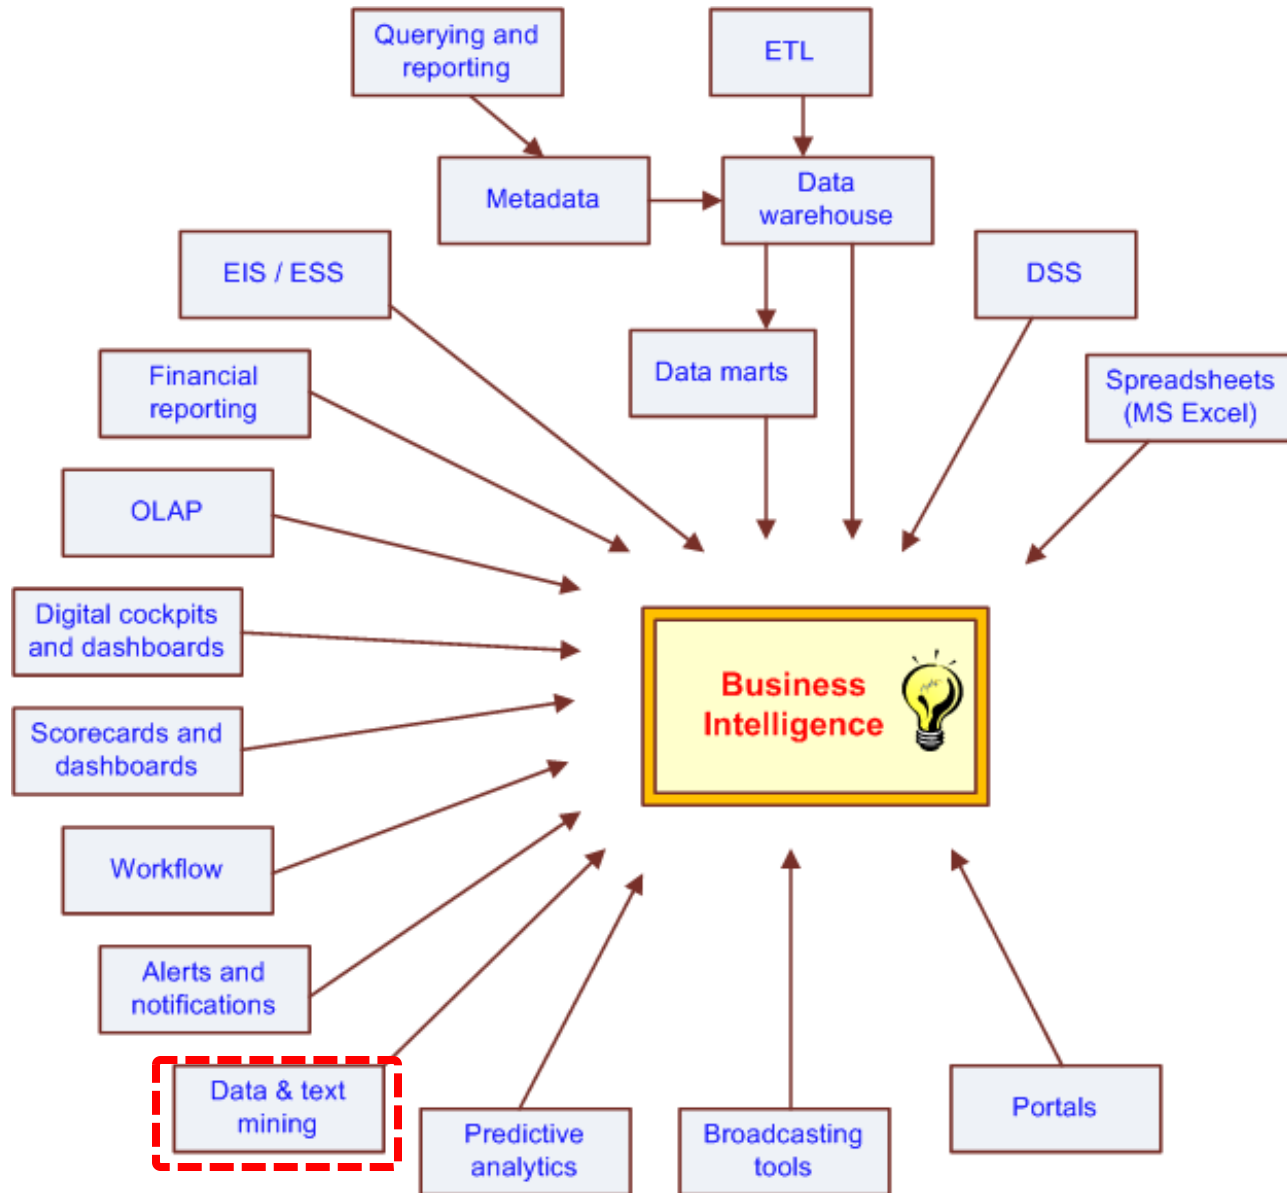 Querying and
reporting
ETL
Metadata
Data
warehouse
EIS / ESS
DSS
Financial
reporting
Data marts
Spreadsheets
(MS Excel)
OLAP
Digital cockpits
and dashboards
Business
Intelligence
Scorecards and
dashboards
Workflow
Alerts and
notifications
Data & text
mining
Predictive
analytics
Broadcasting
tools
Portals